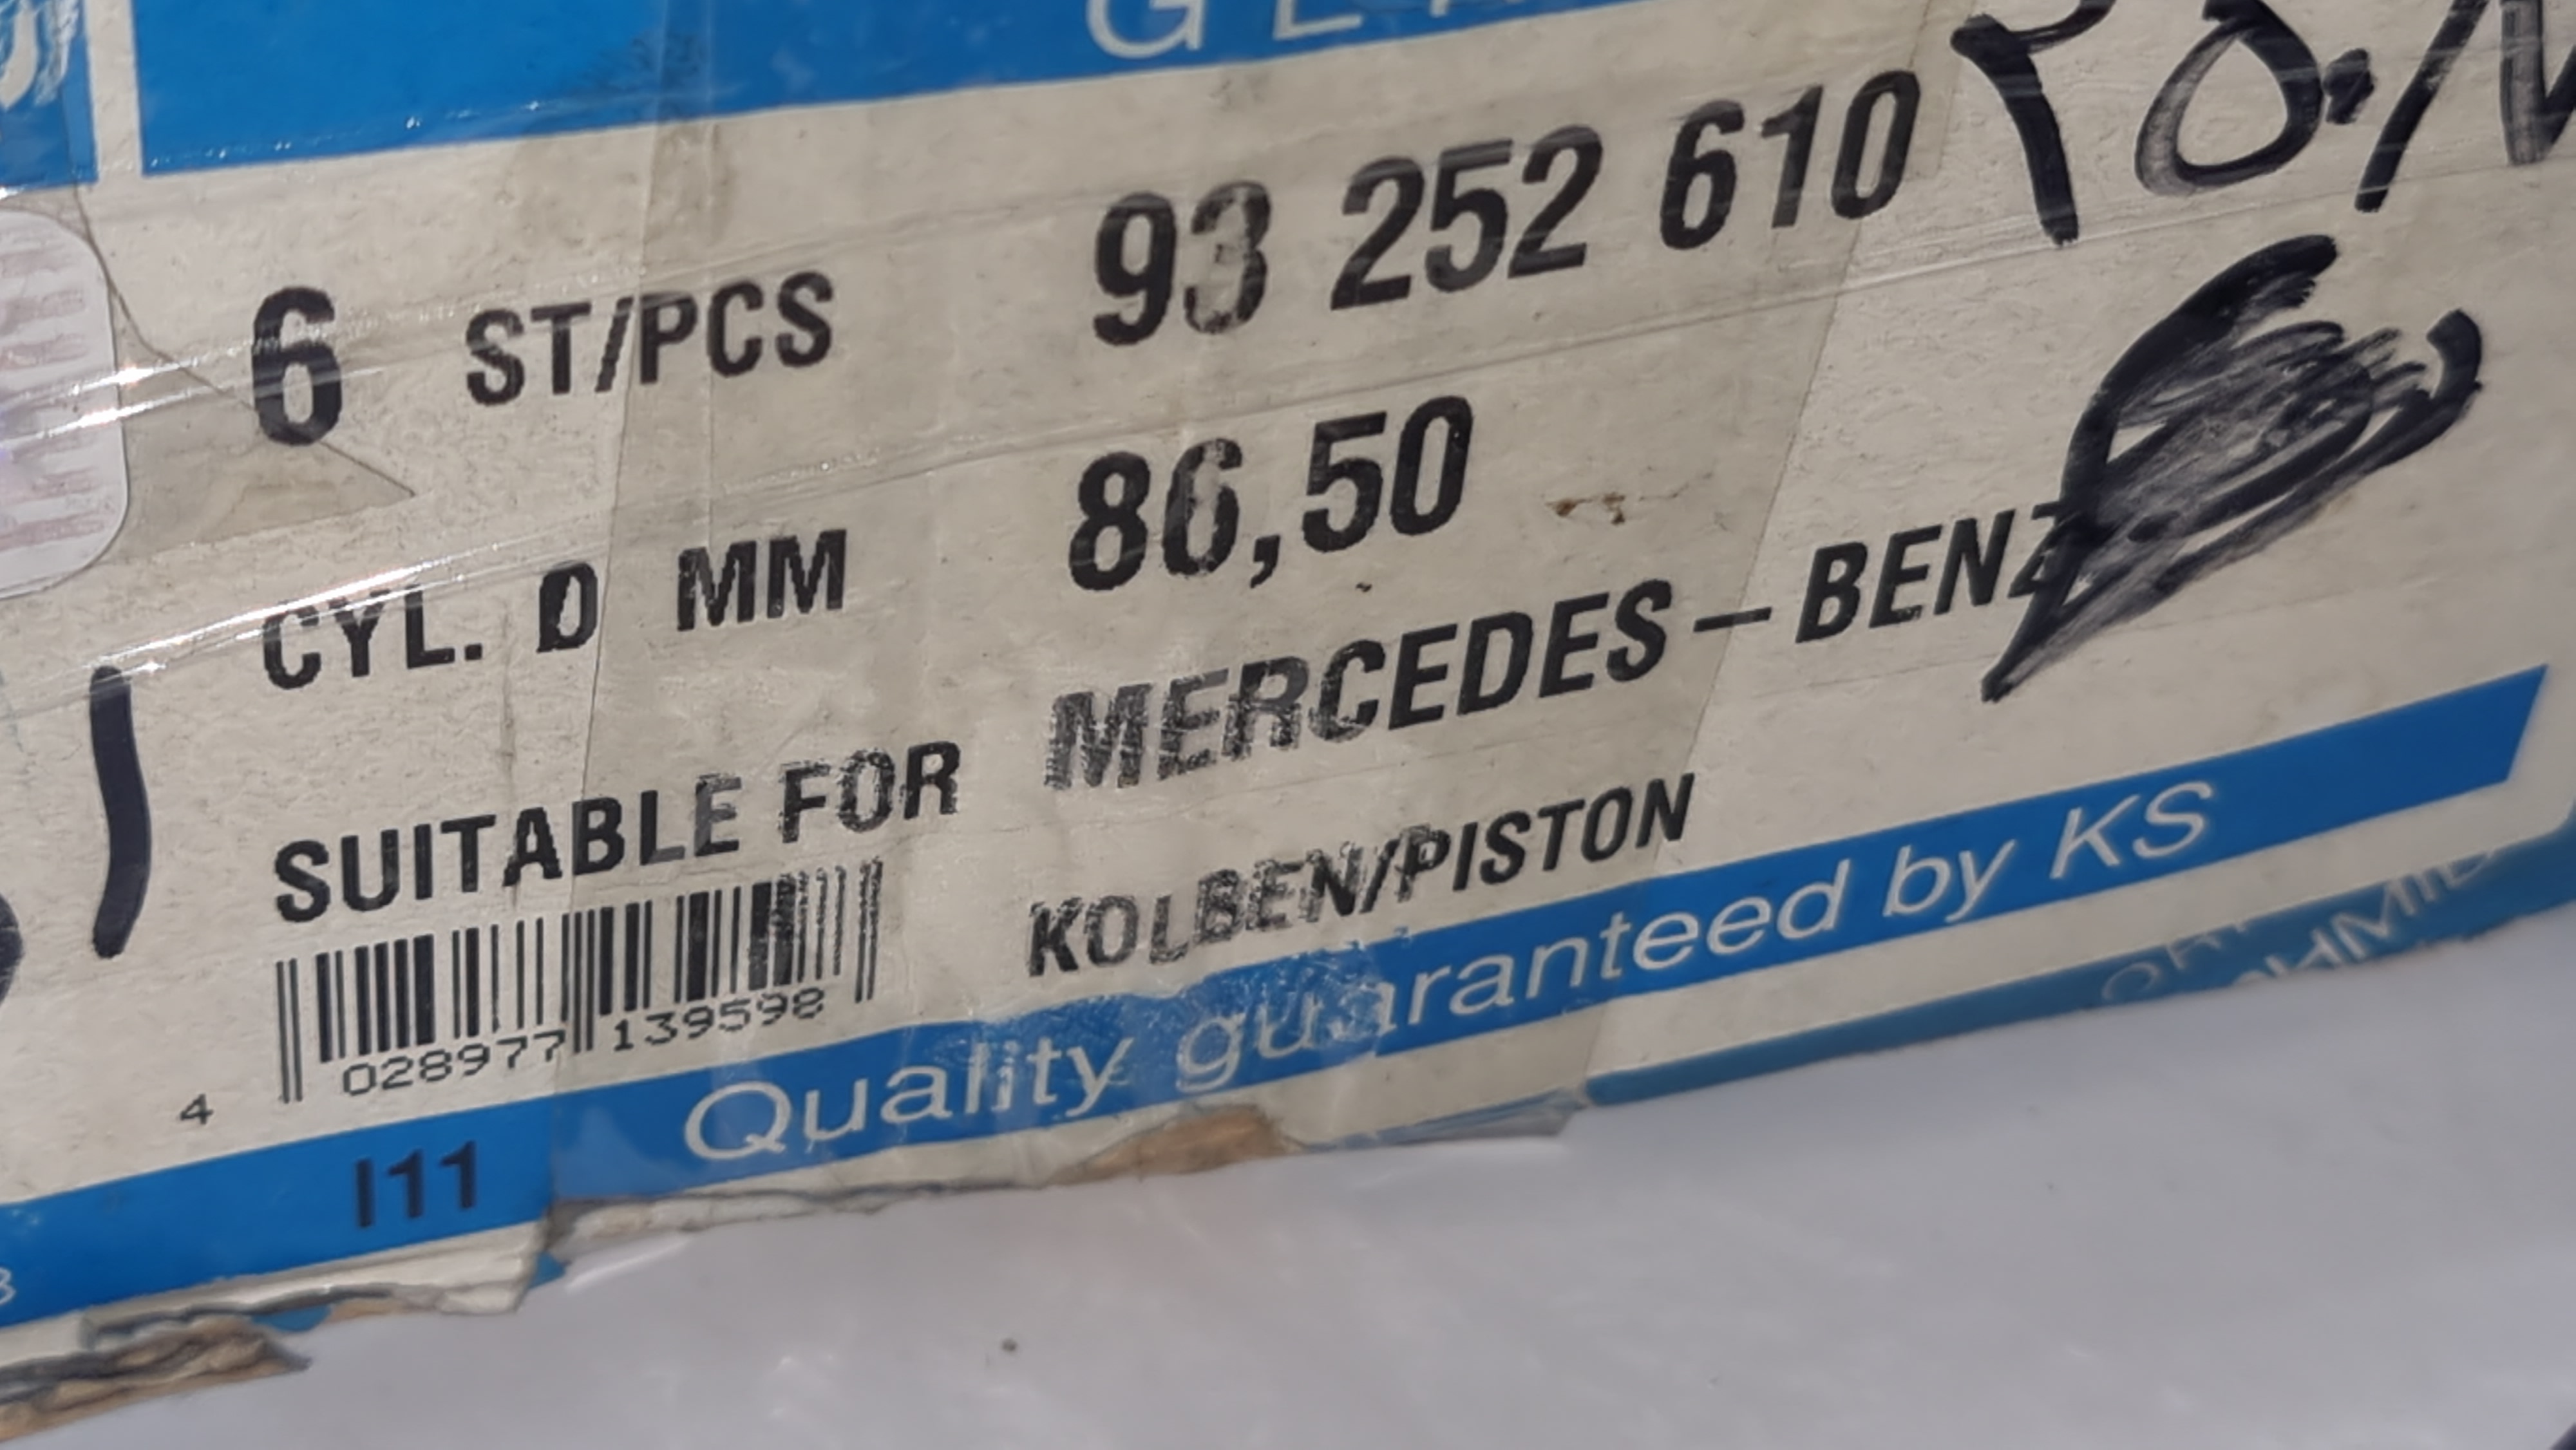 93 252 610
6 ST/PCS
86,50
CYL. Ø MM
MERCEDES – BENZ
SUITABLE FOR
KOLBEN/PISTON
4 028977 139598
Quality guaranteed by KS
I11